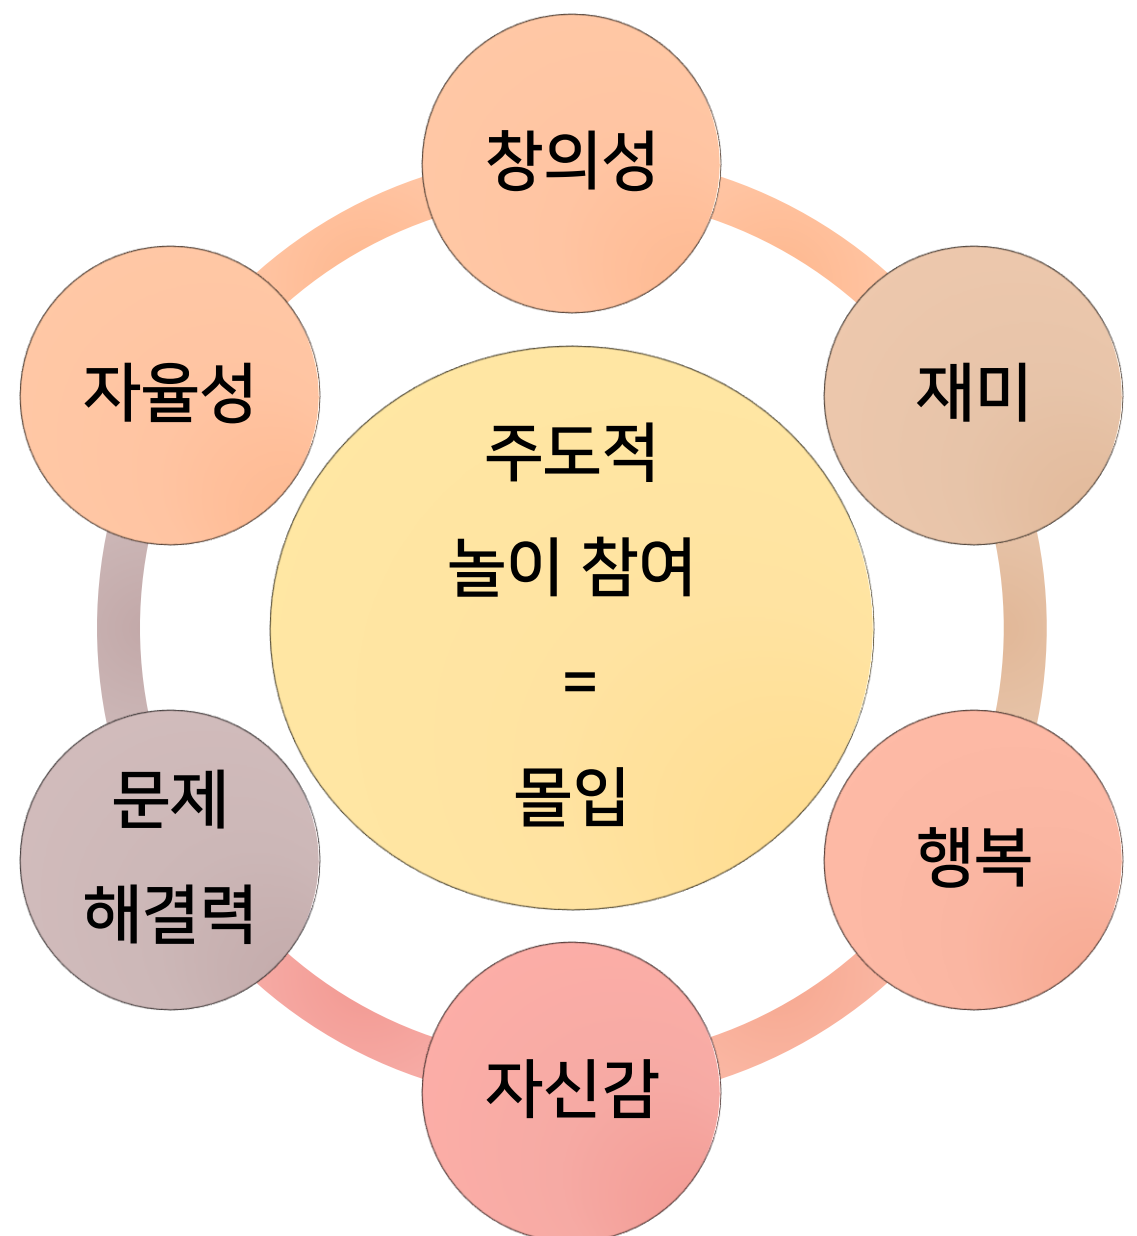 창의성
재미
행복
자신감
문제
해결력
자율성
주도적
놀이 참여
=
몰입